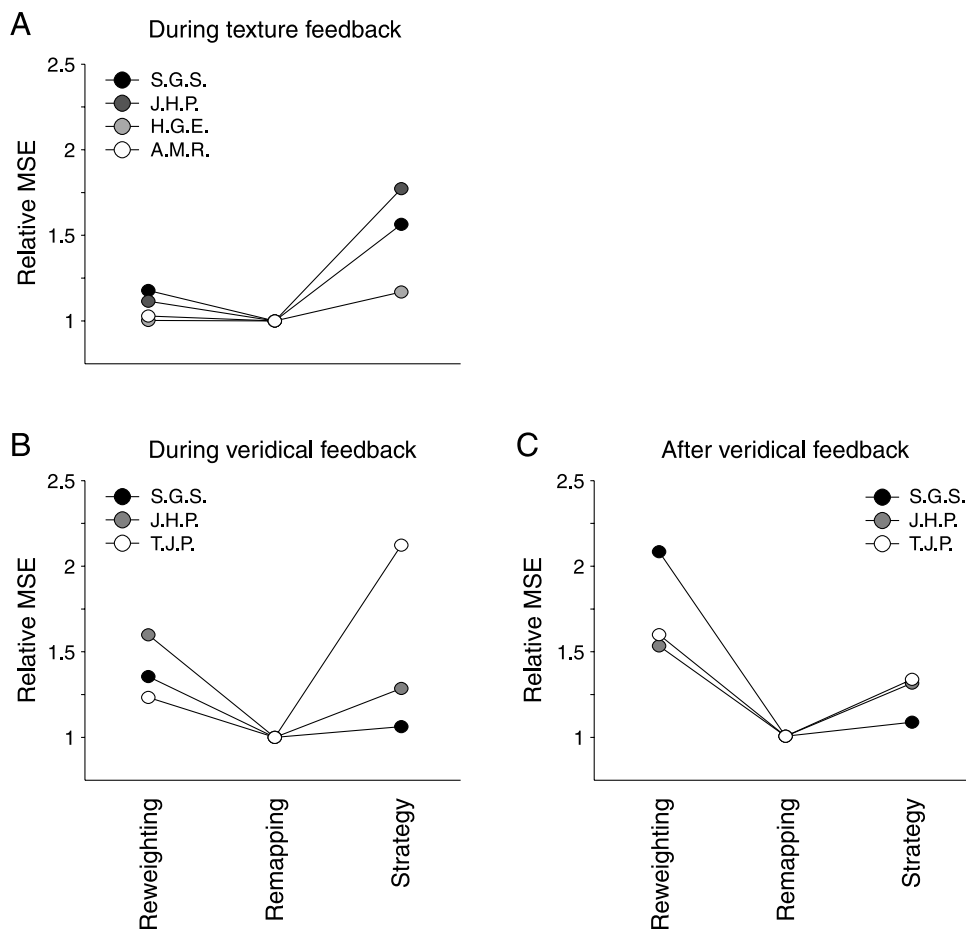 A
During texture feedback
2.5
2
1.5
1
Relative MSE
S.G.S.
J.H.P.
H.G.E.
A.M.R.
B
During veridical feedback
2.5
2
1.5
1
Relative MSE
S.G.S.
J.H.P.
T.J.P.
Reweighting
Remapping
Strategy
C
After veridical feedback
2.5
2
1.5
1
Relative MSE
S.G.S.
J.H.P.
T.J.P.
Reweighting
Remapping
Strategy